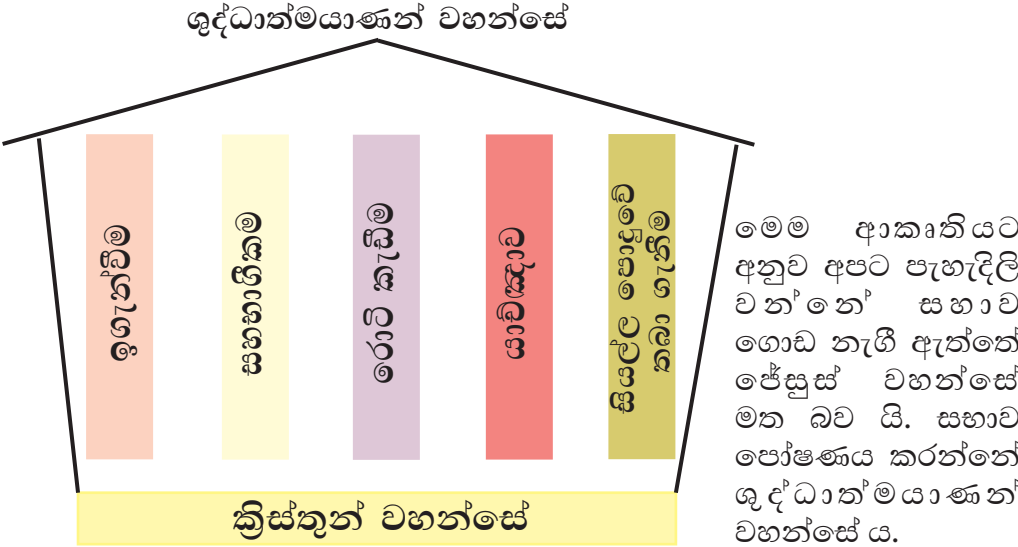 ශුද්ධාත්මයාණන් වහන්සේ
ඉගැන්වීම
සහභාගීකම
රොටි කැඩීම
යාච්ඤාව
සියල්ල පොදුවේ
තබා ගැනීම
ක්‍රිස්තුන් වහන්සේ
මෙම ආකෘතියට
අනුව අපට පැහැදිලි
වන්නේ සභාව
ගොඩ නැගී ඇත්තේ
ජේසුස් වහන්සේ
මත බව යි. සභාව
පෝෂණය කරන්නේ
ශුද්ධාත්මයාණන්
වහන්සේ ය.